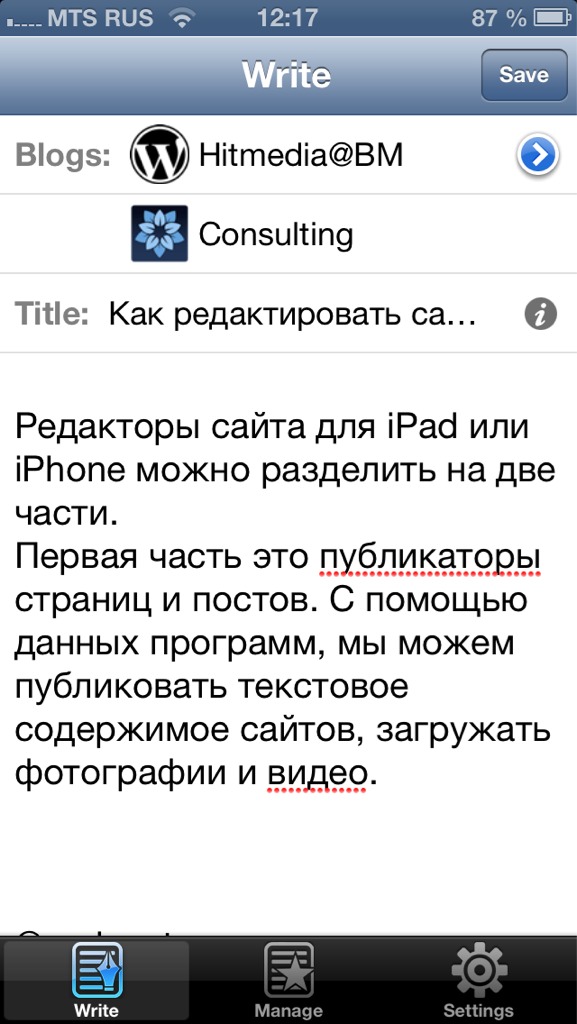 MTS RUS 12:17 87 %
Write Save
Blogs: Hitmedia@BM
Consulting
Title: Как редактировать са...
Редакторы сайта для iPad или
iPhone можно разделить на две
части.
Первая часть это публикаторы
страниц и постов. С помощью
данных программ, мы можем
публиковать текстовое
содержимое сайтов, загружать
фотографии и видео.
Write Manage Settings